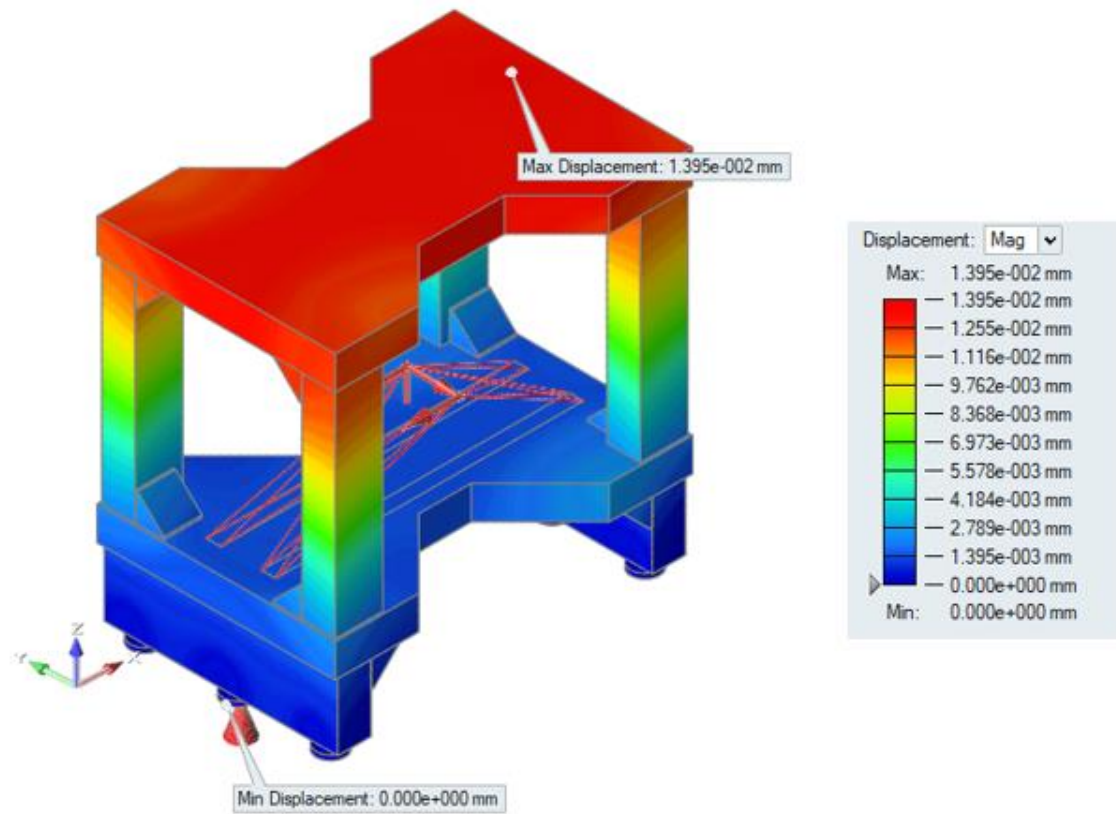 Max Displacement: 1.395e-002 mm
Displacement: Mag
Max: 1.395e-002 mm
1.395e-002 mm
1.255e-002 mm
1.116e-002 mm
9.762e-003 mm
8.368e-003 mm
6.973e-003 mm
5.578e-003 mm
4.184e-003 mm
2.789e-003 mm
1.395e-003 mm
0.000e+000 mm
Min: 0.000e+000 mm
Z
Y
X
Min Displacement: 0.000e+000 mm